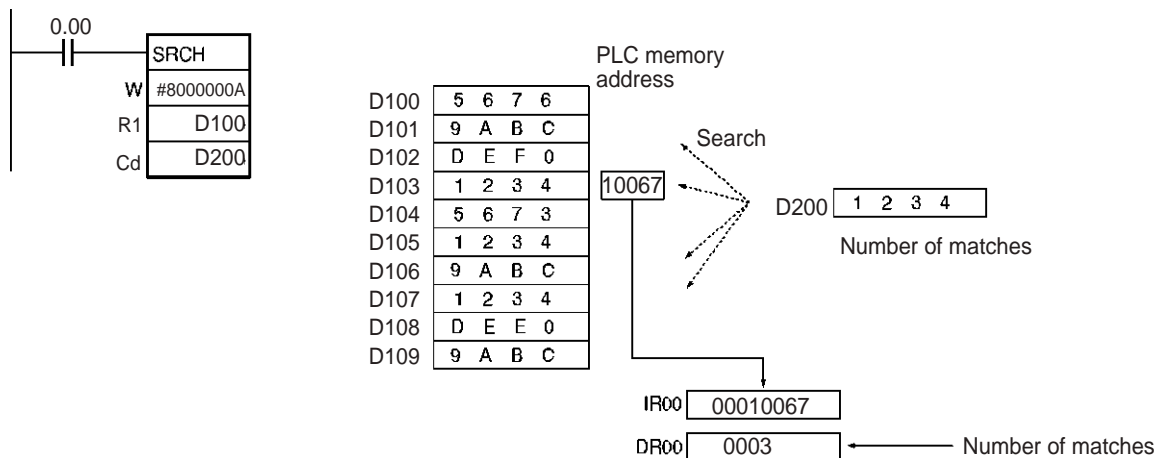 0.00
SRCH
W #8000000A
R1 D100
Cd D200
PLC memory
address
D100 5 6 7 6
D101 9 A B C
D102 D E F 0
D103 1 2 3 4
D104 5 6 7 3
D105 1 2 3 4
D106 9 A B C
D107 1 2 3 4
D108 D E E 0
D109 9 A B C
10067
Search
D200 1 2 3 4
Number of matches
IR00 00010067
DR00 0003
Number of matches